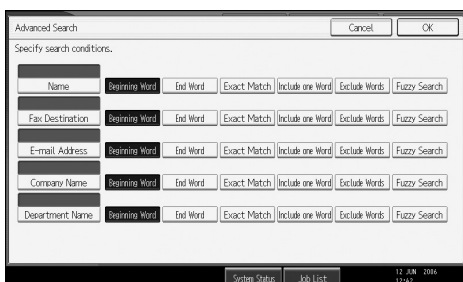 Advanced Search Cancel OK
Specify search conditions.
Name Beginning Word End Word Exact Match Include one Word Exclude Words Fuzzy Search
Fax Destination Beginning Word End Word Exact Match Include one Word Exclude Words Fuzzy Search
E-mail Address Beginning Word End Word Exact Match Include one Word Exclude Words Fuzzy Search
Company Name Beginning Word End Word Exact Match Include one Word Exclude Words Fuzzy Search
Department Name Beginning Word End Word Exact Match Include one Word Exclude Words Fuzzy Search
System Status Job List 12 JUN 2006